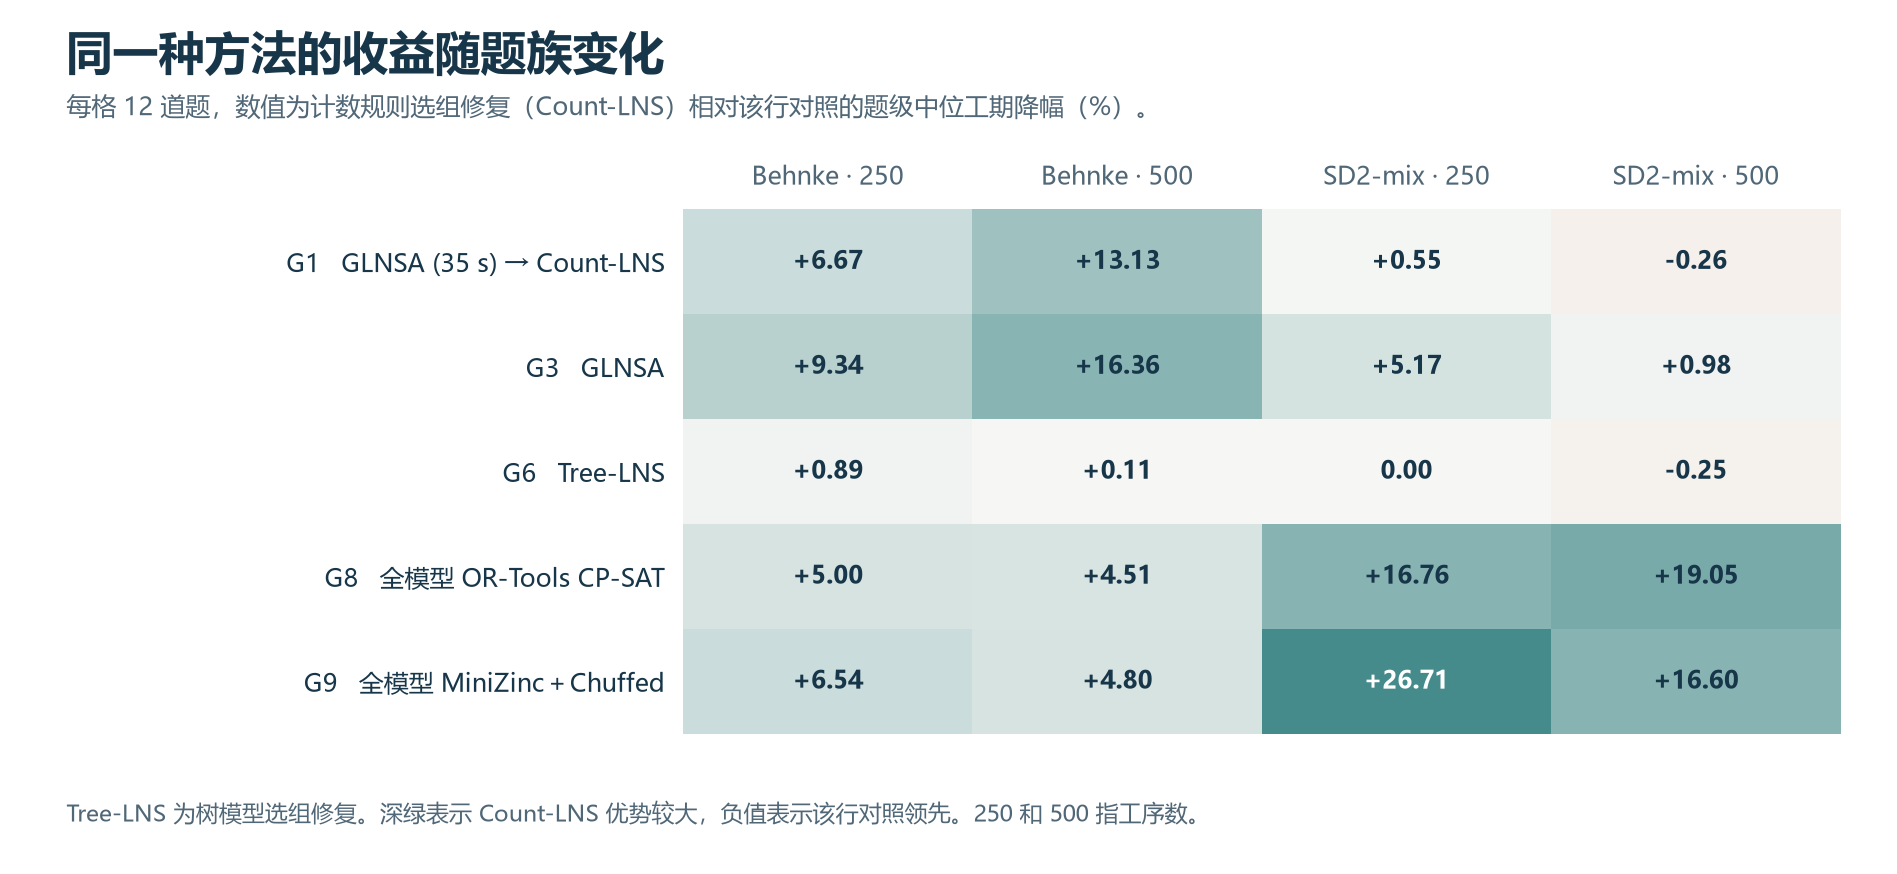 同一种方法的收益随题族变化
每格 12 道题，数值为计数规则选组修复（Count-LNS）相对该行对照的题级中位工期降幅（%）。
Behnke · 250 Behnke · 500 SD2-mix · 250 SD2-mix · 500
G1 GLNSA (35 s) → Count-LNS +6.67 +13.13 +0.55 -0.26
G3 GLNSA +9.34 +16.36 +5.17 +0.98
G6 Tree-LNS +0.89 +0.11 0.00 -0.25
G8 全模型 OR-Tools CP-SAT +5.00 +4.51 +16.76 +19.05
G9 全模型 MiniZinc + Chuffed +6.54 +4.80 +26.71 +16.60
Tree-LNS 为树模型选组修复。深绿表示 Count-LNS 优势较大，负值表示该行对照领先。250 和 500 指工序数。